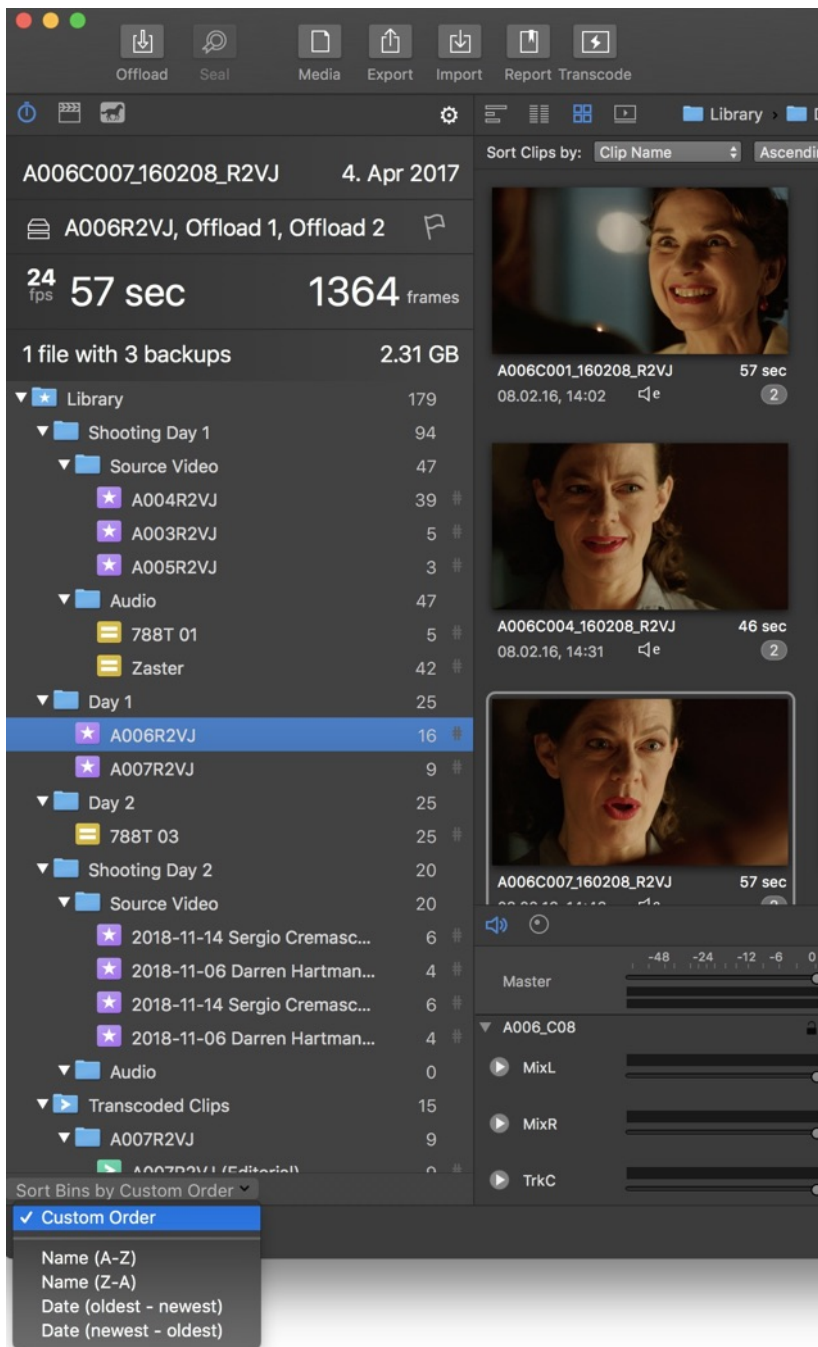 Offload Seal Media Export Import Report Transcode
Library
Sort Clips by: Clip Name Ascendi
A006C007_160208_R2VJ 4. Apr 2017
A006R2VJ, Offload 1, Offload 2
24 fps 57 sec 1364 frames
1 file with 3 backups 2.31 GB
Library 179
Shooting Day 1 94
Source Video 47
A004R2VJ 39 #
A003R2VJ 5 #
A005R2VJ 3 #
Audio 47
788T 01 5 #
Zaster 42 #
Day 1 25
A006R2VJ 16 #
A007R2VJ 9 #
Day 2 25
788T 03 25 #
Shooting Day 2 20
Source Video 20
2018-11-14 Sergio Cremasc... 6 #
2018-11-06 Darren Hartman... 4 #
2018-11-14 Sergio Cremasc... 6 #
2018-11-06 Darren Hartman... 4 #
Audio 0
Transcoded Clips 15
A007R2VJ 9
A007R2VJ (Editorial) 9 #
Sort Bins by Custom Order
✓ Custom Order
Name (A-Z)
Name (Z-A)
Date (oldest - newest)
Date (newest - oldest)
A006C001_160208_R2VJ 57 sec
08.02.16, 14:02 e 2
A006C004_160208_R2VJ 46 sec
08.02.16, 14:31 e 2
A006C007_160208_R2VJ 57 sec
-48 -24 -12 -6 0
Master
A006_C08
MixL
MixR
TrkC